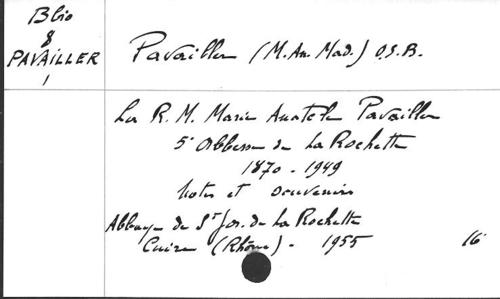 Bbio
8
PAVAILLER
1
Pavailler (M. An. Mad.) O.S.B.
La R. M. Marie Anatole Pavailler
5e Abbesse de La Rochette
1870 - 1949
Notes et souvenirs
Abbaye de St Jos. de La Rochette
Cuire (Rhône) - 1955 16